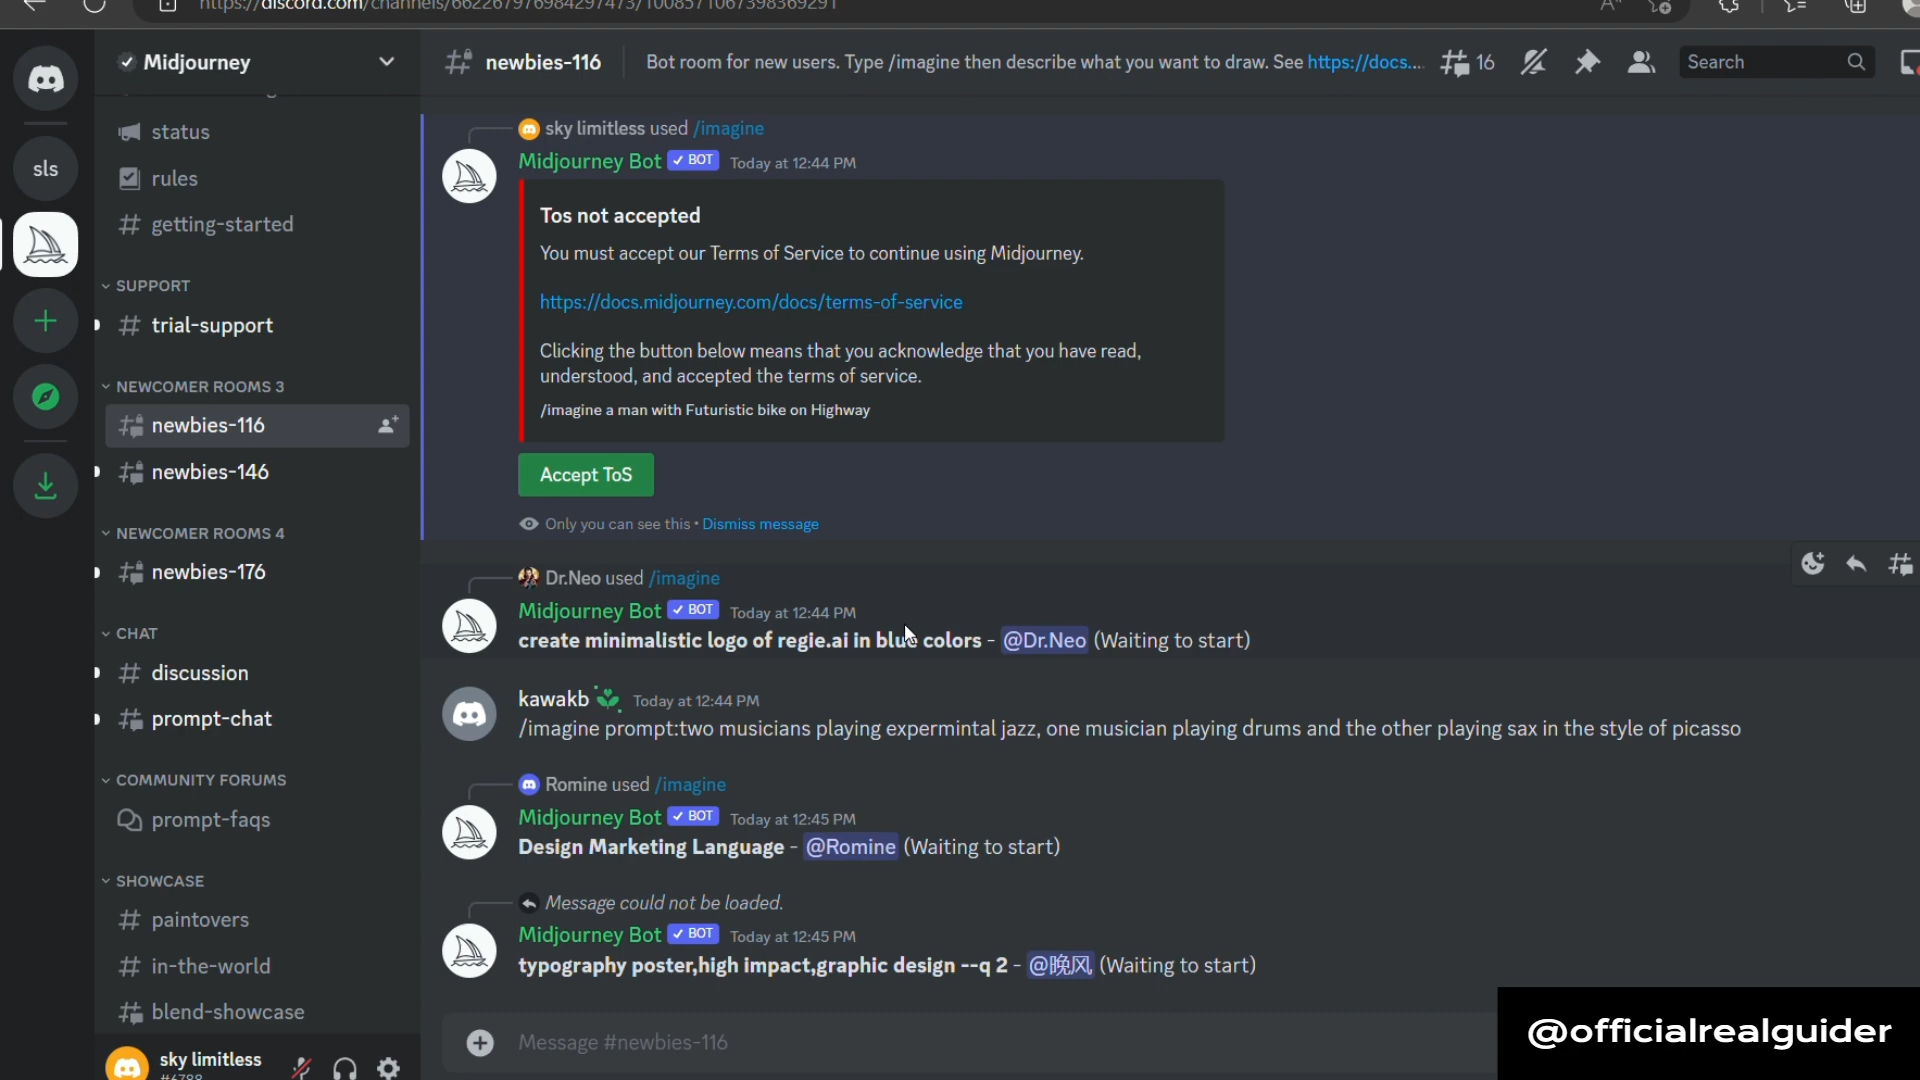 https://discord.com/channels/662267976984297473/1008571067398369291
Midjourney
newbies-116
Bot room for new users. Type /imagine then describe what you want to draw. See https://docs....
16
Search
status
rules
getting-started
SUPPORT
trial-support
NEWCOMER ROOMS 3
newbies-116
newbies-146
NEWCOMER ROOMS 4
newbies-176
CHAT
discussion
prompt-chat
COMMUNITY FORUMS
prompt-faqs
SHOWCASE
paintovers
in-the-world
blend-showcase
sky limitless
#6788
sls
sky limitless used /imagine
Midjourney Bot ✓ BOT Today at 12:44 PM
Tos not accepted
You must accept our Terms of Service to continue using Midjourney.
https://docs.midjourney.com/docs/terms-of-service
Clicking the button below means that you acknowledge that you have read,
understood, and accepted the terms of service.
/imagine a man with Futuristic bike on Highway
Accept ToS
Only you can see this • Dismiss message
Dr.Neo used /imagine
Midjourney Bot ✓ BOT Today at 12:44 PM
create minimalistic logo of regie.ai in blue colors - @Dr.Neo (Waiting to start)
kawakb Today at 12:44 PM
/imagine prompt:two musicians playing expermintal jazz, one musician playing drums and the other playing sax in the style of picasso
Romine used /imagine
Midjourney Bot ✓ BOT Today at 12:45 PM
Design Marketing Language - @Romine (Waiting to start)
Message could not be loaded.
Midjourney Bot ✓ BOT Today at 12:45 PM
typography poster,high impact,graphic design --q 2 - @晚风 (Waiting to start)
Message #newbies-116
@officialrealguider